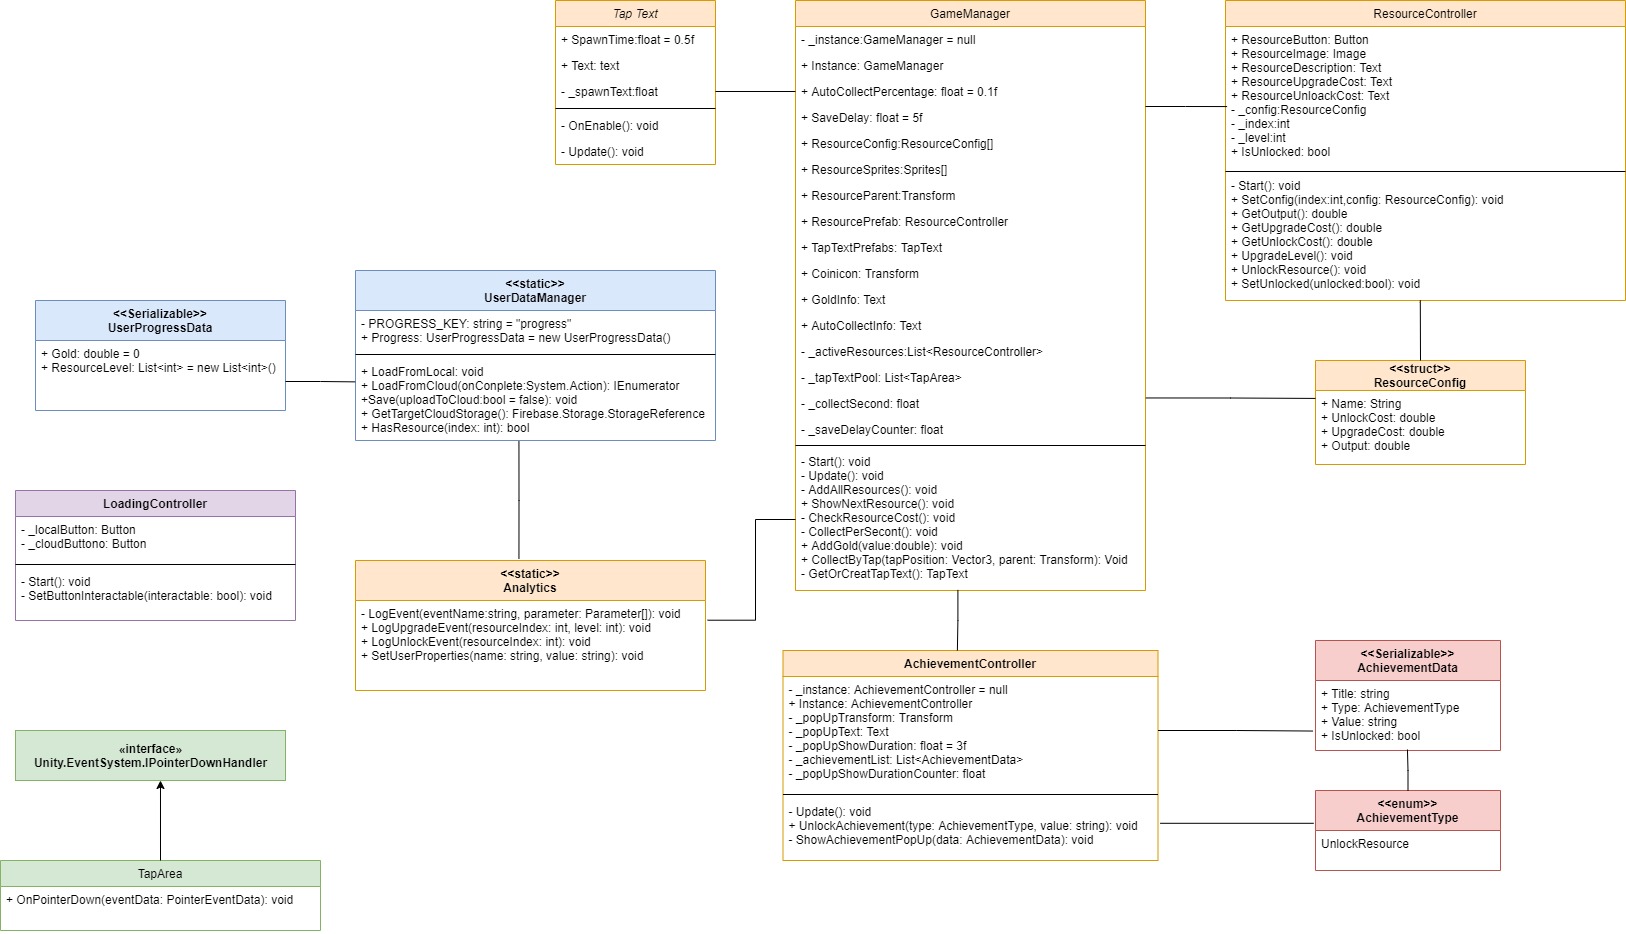 Tap Text
+ SpawnTime:float = 0.5f
+ Text: text
- _spawnText:float
- OnEnable(): void
- Update(): void
GameManager
- _instance:GameManager = null
+ Instance: GameManager
+ AutoCollectPercentage: float = 0.1f
+ SaveDelay: float = 5f
+ ResourceConfig:ResourceConfig[]
+ ResourceSprites:Sprites[]
+ ResourceParent:Transform
+ ResourcePrefab: ResourceController
+ TapTextPrefabs: TapText
+ Coinicon: Transform
+ GoldInfo: Text
+ AutoCollectInfo: Text
- _activeResources:List<ResourceController>
- _tapTextPool: List<TapArea>
- _collectSecond: float
- _saveDelayCounter: float
- Start(): void
- Update(): void
- AddAllResources(): void
+ ShowNextResource(): void
- CheckResourceCost(): void
- CollectPerSecont(): void
+ AddGold(value:double): void
+ CollectByTap(tapPosition: Vector3, parent: Transform): Void
- GetOrCreatTapText(): TapText
ResourceController
+ ResourceButton: Button
+ ResourceImage: Image
+ ResourceDescription: Text
+ ResourceUpgradeCost: Text
+ ResourceUnloackCost: Text
- _config:ResourceConfig
- _index:int
- _level:int
+ IsUnlocked: bool
- Start(): void
+ SetConfig(index:int,config: ResourceConfig): void
+ GetOutput(): double
+ GetUpgradeCost(): double
+ GetUnlockCost(): double
+ UpgradeLevel(): void
+ UnlockResource(): void
+ SetUnlocked(unlocked:bool): void
<<Serializable>>
UserProgressData
+ Gold: double = 0
+ ResourceLevel: List<int> = new List<int>()
<<static>>
UserDataManager
- PROGRESS_KEY: string = "progress"
+ Progress: UserProgressData = new UserProgressData()
+ LoadFromLocal: void
+ LoadFromCloud(onConplete:System.Action): IEnumerator
+Save(uploadToCloud:bool = false): void
+ GetTargetCloudStorage(): Firebase.Storage.StorageReference
+ HasResource(index: int): bool
<<struct>>
ResourceConfig
+ Name: String
+ UnlockCost: double
+ UpgradeCost: double
+ Output: double
LoadingController
- _localButton: Button
- _cloudButtono: Button
- Start(): void
- SetButtonInteractable(interactable: bool): void
<<static>>
Analytics
- LogEvent(eventName:string, parameter: Parameter[]): void
+ LogUpgradeEvent(resourceIndex: int, level: int): void
+ LogUnlockEvent(resourceIndex: int): void
+ SetUserProperties(name: string, value: string): void
AchievementController
- _instance: AchievementController = null
+ Instance: AchievementController
- _popUpTransform: Transform
- _popUpText: Text
- _popUpShowDuration: float = 3f
- _achievementList: List<AchievementData>
- _popUpShowDurationCounter: float
- Update(): void
+ UnlockAchievement(type: AchievementType, value: string): void
- ShowAchievementPopUp(data: AchievementData): void
<<Serializable>>
AchievementData
+ Title: string
+ Type: AchievementType
+ Value: string
+ IsUnlocked: bool
<<enum>>
AchievementType
UnlockResource
«interface»
Unity.EventSystem.IPointerDownHandler
TapArea
+ OnPointerDown(eventData: PointerEventData): void